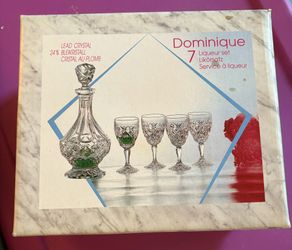 LEAD CRYSTAL
24% BLEIKRISTALL
CRISTAL AU PLOMB
Dominique
7 Liqueur set
Likörsatz
Service à liqueur